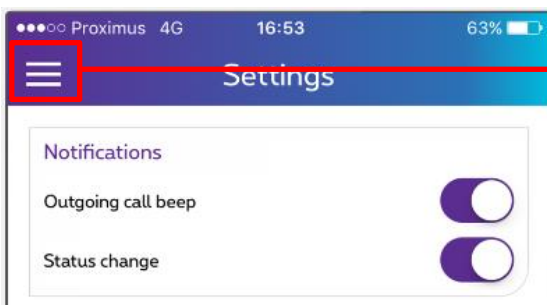 Proximus 4G 16:53 63%
Settings
Notifications
Outgoing call beep
Status change